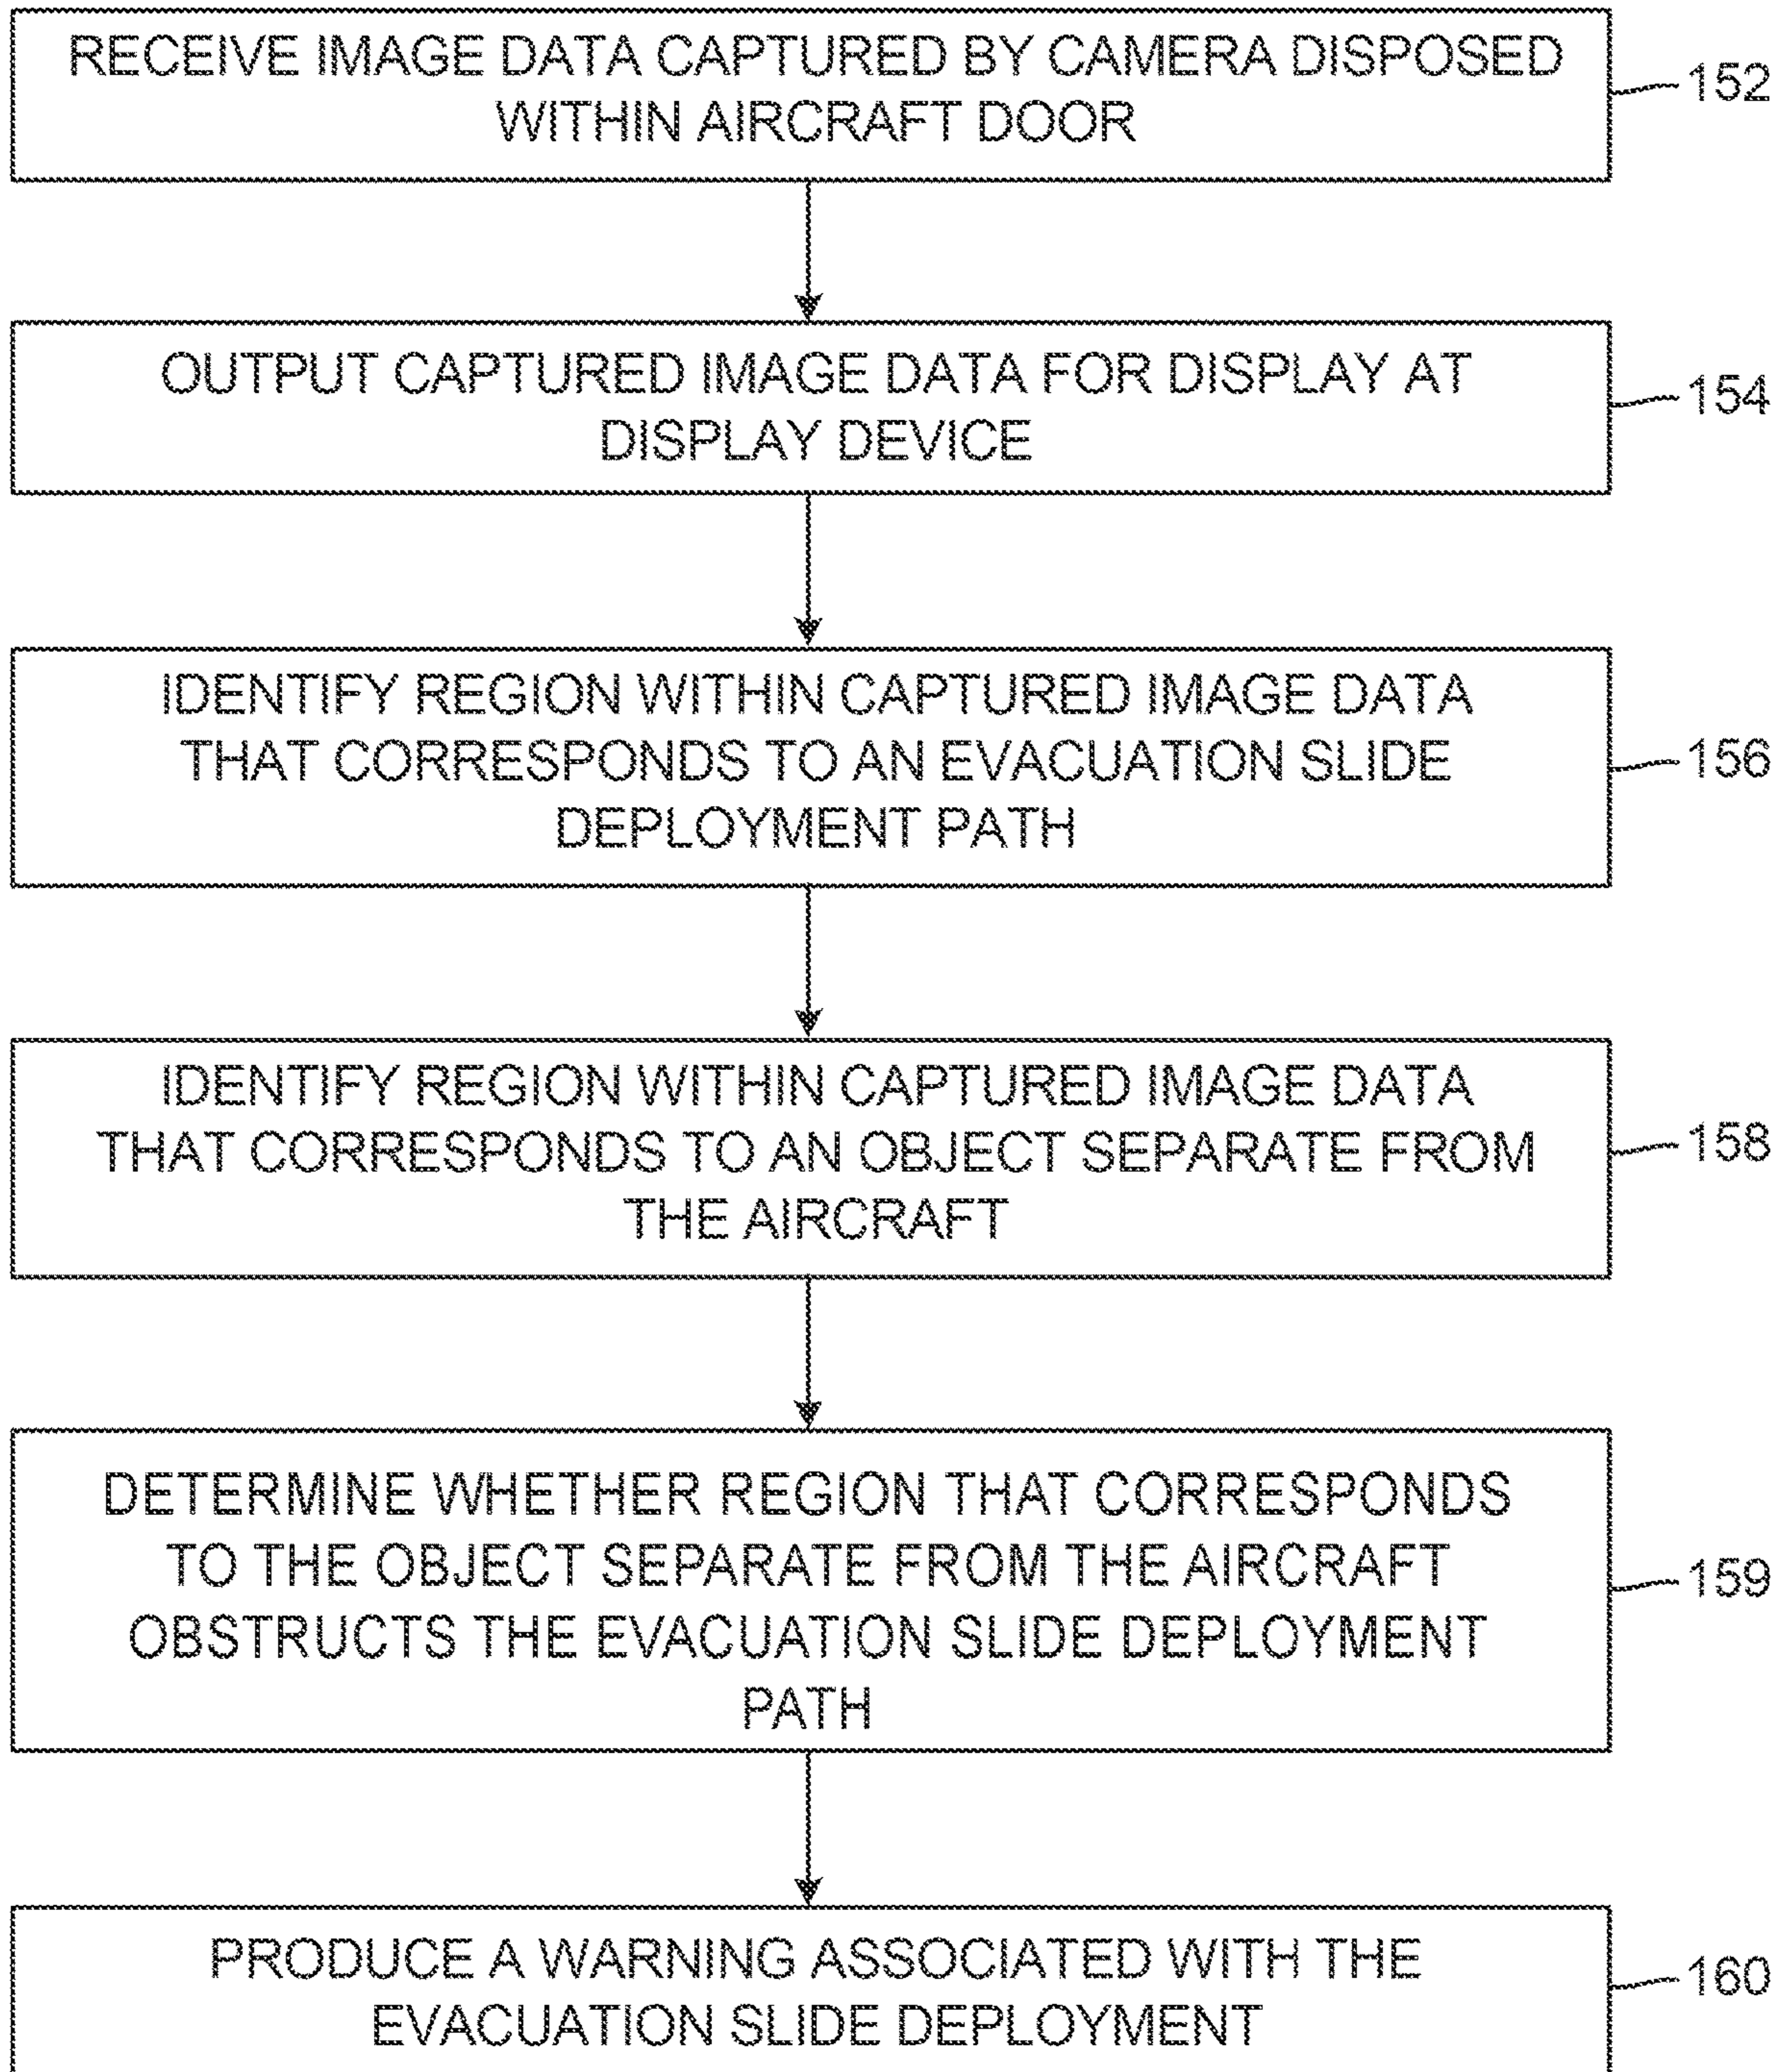 RECEIVE IMAGE DATA CAPTURED BY CAMERA DISPOSED
WITHIN AIRCRAFT DOOR
152
OUTPUT CAPTURED IMAGE DATA FOR DISPLAY AT
DISPLAY DEVICE
154
IDENTIFY REGION WITHIN CAPTURED IMAGE DATA
THAT CORRESPONDS TO AN EVACUATION SLIDE
DEPLOYMENT PATH
156
IDENTIFY REGION WITHIN CAPTURED IMAGE DATA
THAT CORRESPONDS TO AN OBJECT SEPARATE FROM
THE AIRCRAFT
158
DETERMINE WHETHER REGION THAT CORRESPONDS
TO THE OBJECT SEPARATE FROM THE AIRCRAFT
OBSTRUCTS THE EVACUATION SLIDE DEPLOYMENT
PATH
159
PRODUCE A WARNING ASSOCIATED WITH THE
EVACUATION SLIDE DEPLOYMENT
160